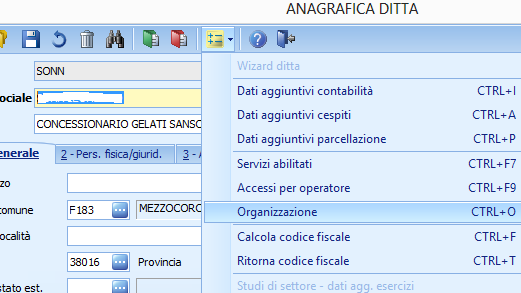 ANAGRAFICA DITTA
SONN
ociale
CONCESSIONARIO GELATI SANSO
enerale 2 - Pers. fisica/giurid. 3 - A
zo
comune F183 MEZZOCORO
ocalità
38016 Provincia
stato est.
Wizard ditta
Dati aggiuntivi contabilità CTRL+I
Dati aggiuntivi cespiti CTRL+A
Dati aggiuntivi parcellazione CTRL+P
Servizi abilitati CTRL+F7
Accessi per operatore CTRL+F9
Organizzazione CTRL+O
Calcola codice fiscale CTRL+F
Ritorna codice fiscale CTRL+T
Studi di settore - dati agg. esercizi